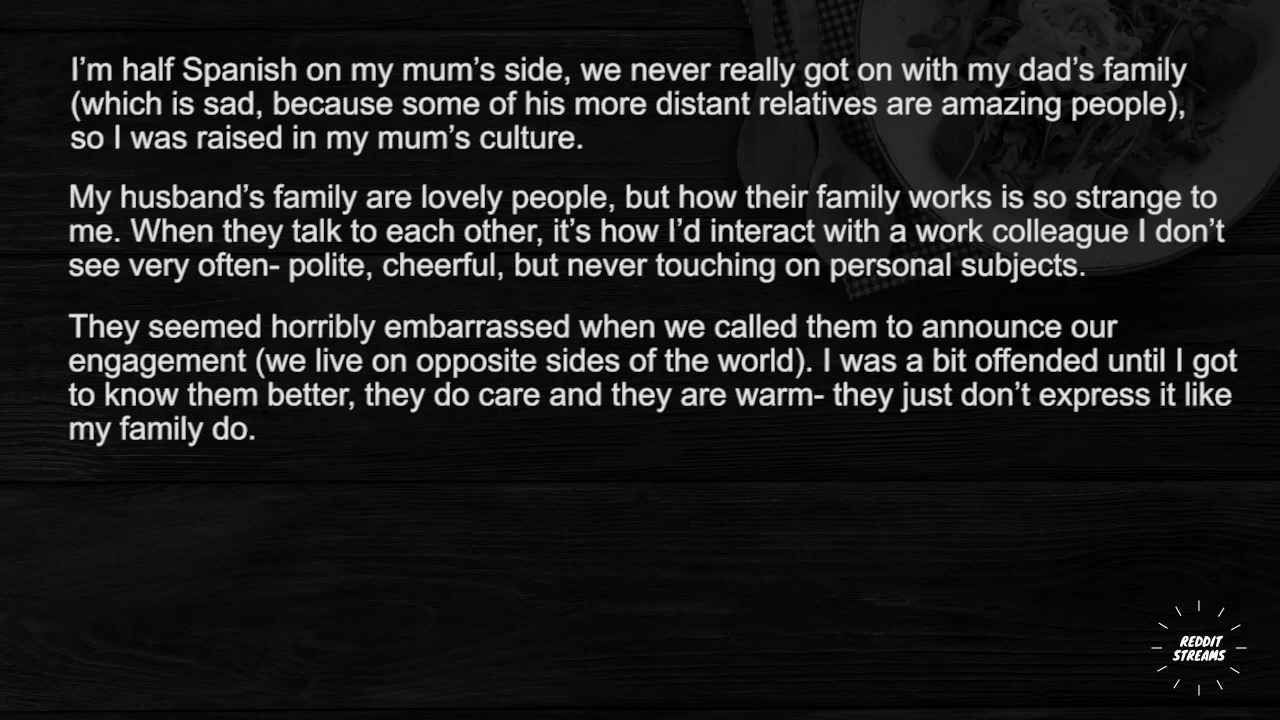 I’m half Spanish on my mum’s side, we never really got on with my dad’s family
(which is sad, because some of his more distant relatives are amazing people),
so I was raised in my mum’s culture.
My husband’s family are lovely people, but how their family works is so strange to
me. When they talk to each other, it’s how I’d interact with a work colleague I don’t
see very often- polite, cheerful, but never touching on personal subjects.
They seemed horribly embarrassed when we called them to announce our
engagement (we live on opposite sides of the world). I was a bit offended until I got
to know them better, they do care and they are warm- they just don’t express it like
my family do.
REDDIT
STREAMS